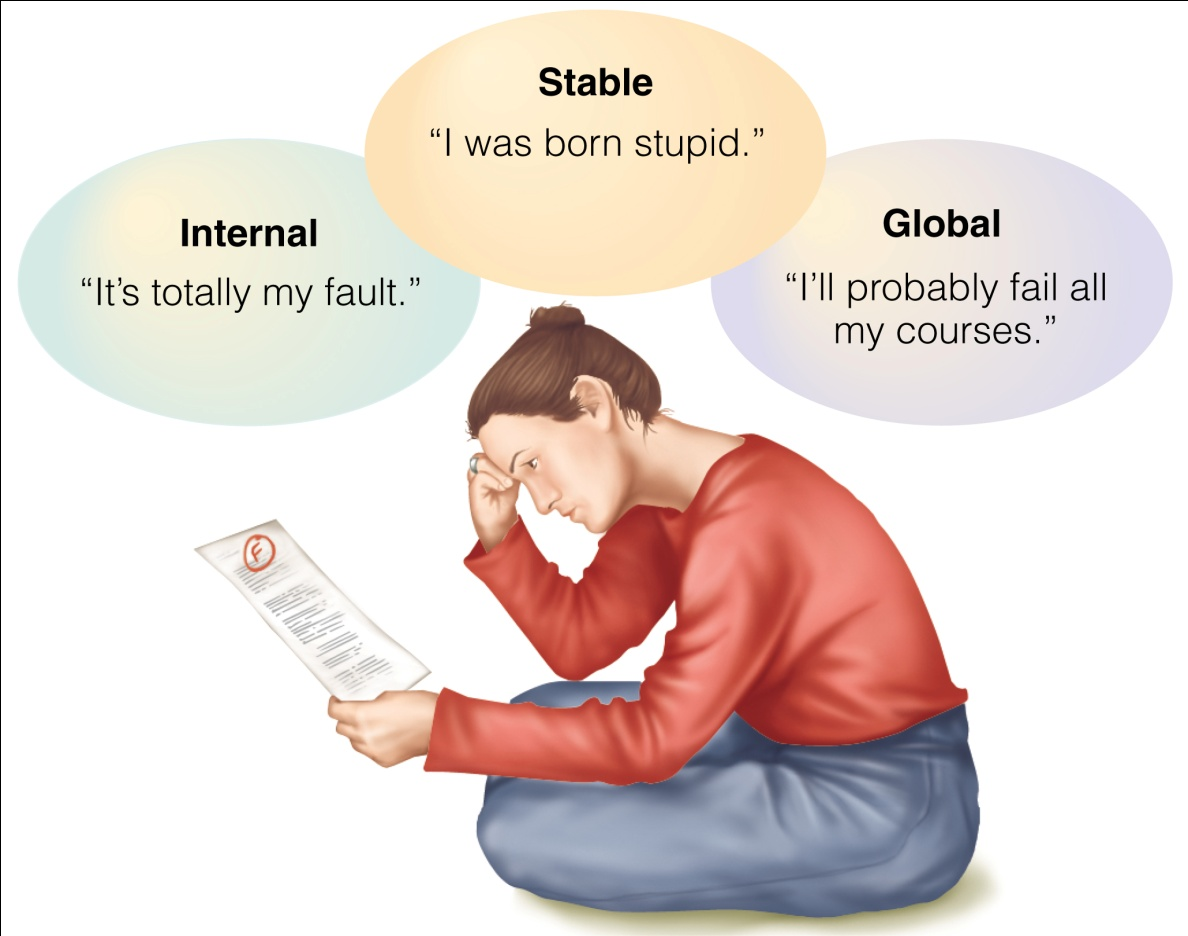 Stable
“I was born stupid.”
Internal
“It’s totally my fault.”
Global
“I’ll probably fail all
my courses.”
F